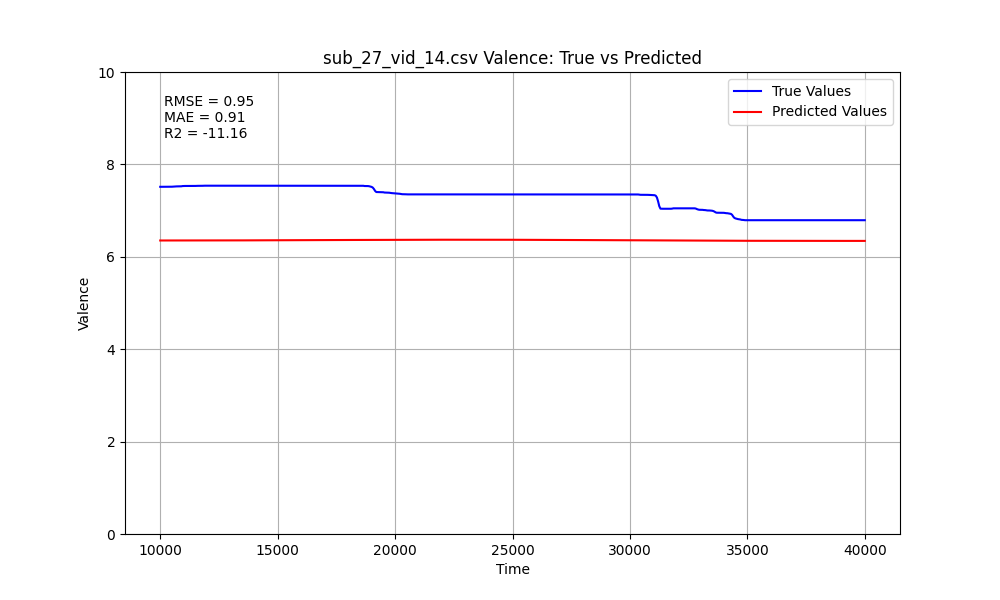 sub_27_vid_14.csv Valence: True vs Predicted
RMSE = 0.95
MAE = 0.91
R2 = -11.16
True Values
Predicted Values
Valence
10
8
6
4
2
0
10000 15000 20000 25000 30000 35000 40000
Time